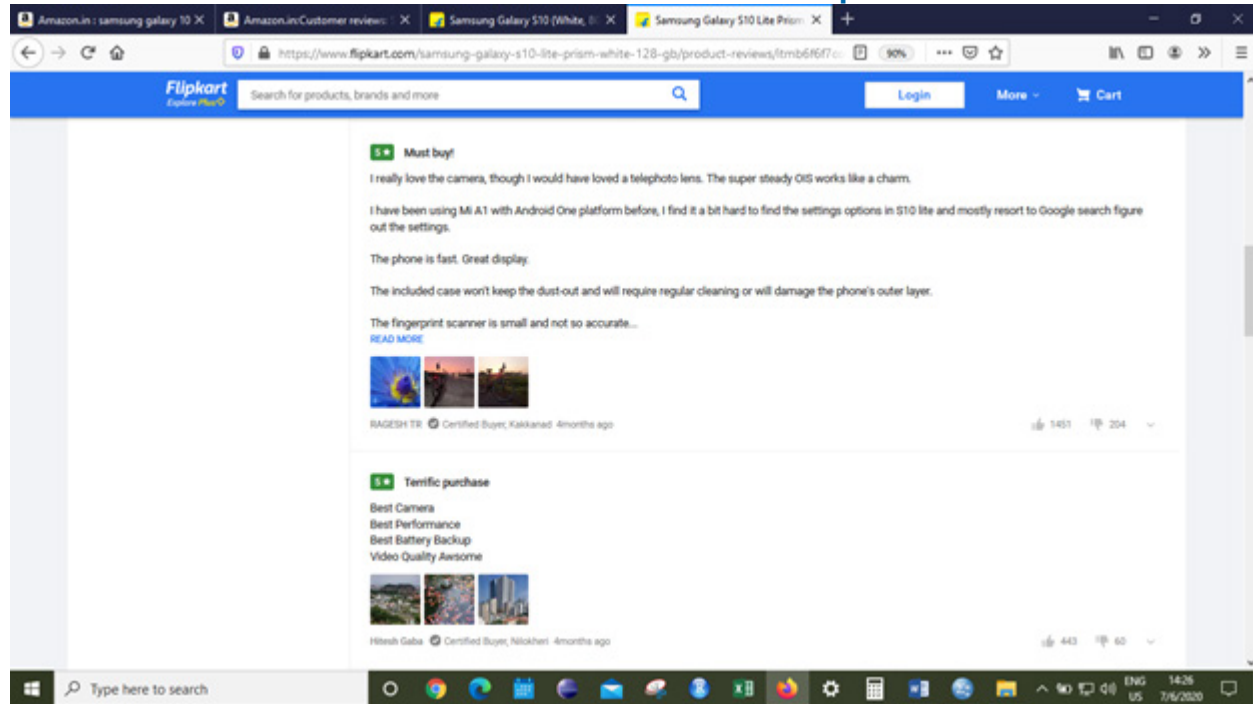 Amazon.in : samsung galaxy 10
Amazon.in:Customer reviews:
Samsung Galaxy S10 (White,
Samsung Galaxy S10 Lite Prism
https://www.flipkart.com/samsung-galaxy-s10-lite-prism-white-128-gb/product-reviews/
90%
Flipkart
Explore Plus
Search for products, brands and more
Login
More
Cart
5★ Must buy!
I really love the camera, though I would have loved a telephoto lens. The super steady OIS works like a charm.
I have been using Mi A1 with Android One platform before, I find it a bit hard to find the settings options in S10 lite and mostly resort to Google search figure
out the settings.
The phone is fast. Great display.
The included case won't keep the dust-out and will require regular cleaning or will damage the phone's outer layer.
The fingerprint scanner is small and not so accurate...
READ MORE
RAGESH TR Certified Buyer, Kakkanad 4months ago
1451 204
5★ Terrific purchase
Best Camera
Best Performance
Best Battery Backup
Video Quality Awsome
Hitesh Gaba Certified Buyer, Nilokheri 4months ago
443 60
Type here to search
ENG
US
14:26
7/6/2020